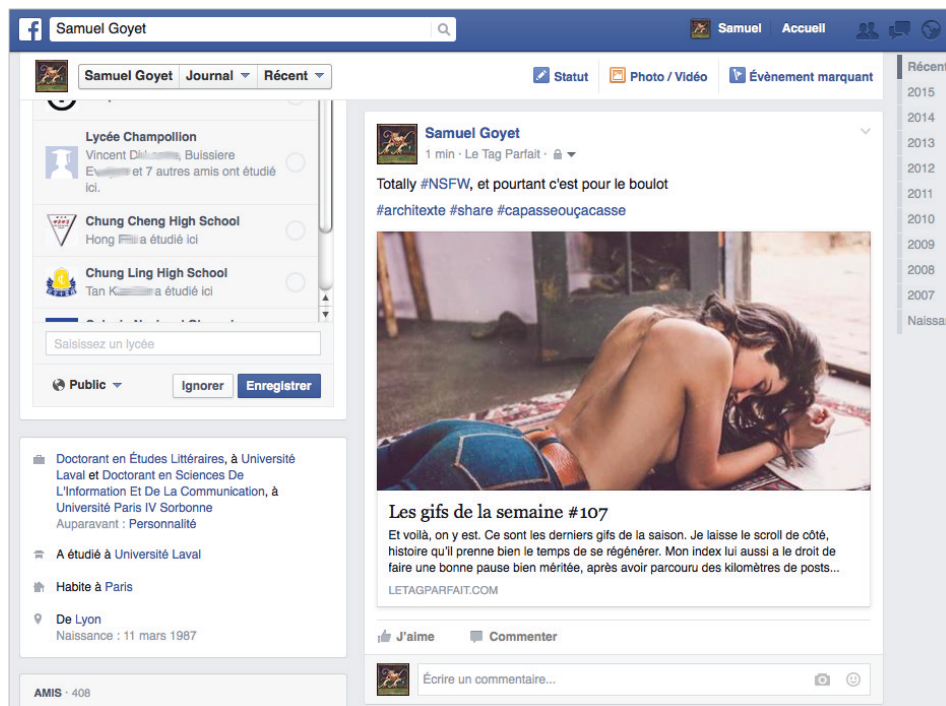 Samuel Goyet
Samuel
Accueil
Samuel Goyet Journal Récent
Statut
Photo / Vidéo
Évènement marquant
Récent
2015
2014
2013
2012
2011
2010
2009
2008
2007
Lycée Champollion
Vincent Buissiere
et 7 autres amis ont étudié
ici.
Chung Cheng High School
Hong a étudié ici
Chung Ling High School
Tan a étudié ici
Saisissez un lycée
Public
Ignorer
Enregistrer
Doctorant en Études Littéraires, à Université
Laval et Doctorant en Sciences De
L'Information Et De La Communication, à
Université Paris IV Sorbonne
Auparavant : Personnalité
A étudié à Université Laval
Habite à Paris
De Lyon
Naissance : 11 mars 1987
AMIS · 408
Samuel Goyet
1 min · Le Tag Parfait ·
Totally #NSFW, et pourtant c'est pour le boulot
#architexte #share #capasseouçacasse
Les gifs de la semaine #107
Et voilà, on y est. Ce sont les derniers gifs de la saison. Je laisse le scroll de côté,
histoire qu'il prenne bien le temps de se régénérer. Mon index lui aussi a le droit de
faire une bonne pause bien méritée, après avoir parcouru des kilomètres de posts...
LETAGPARFAIT.COM
J'aime
Commenter
Écrire un commentaire...